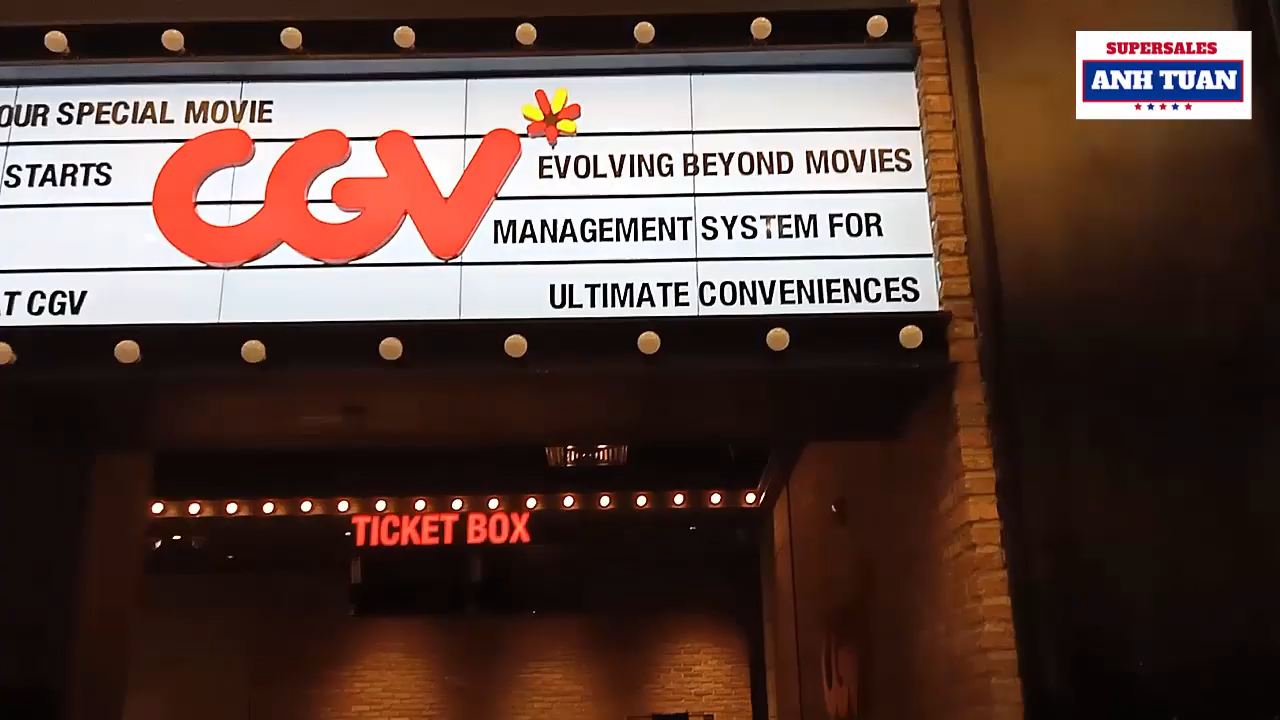 SUPERSALES
ANH TUAN
OUR SPECIAL MOVIE
STARTS
CGV
EVOLVING BEYOND MOVIES
MANAGEMENT SYSTEM FOR
AT CGV
ULTIMATE CONVENIENCES
TICKET BOX